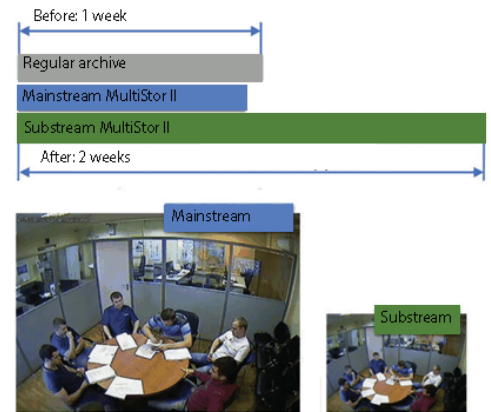 Before: 1 week
Regular archive
Mainstream MultiStor II
Substream MultiStor II
After: 2 weeks
Mainstream
Substream